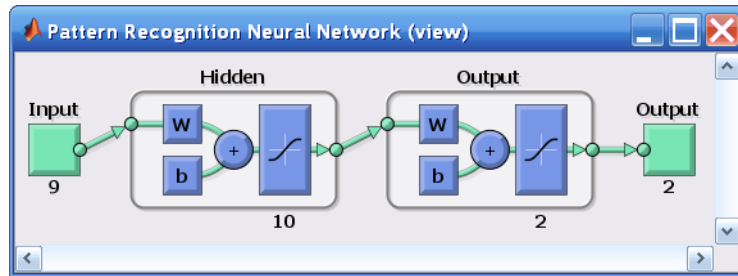 Pattern Recognition Neural Network (view)
Hidden
Output
Input
Output
W
W
+
+
b
b
9
2
10
2